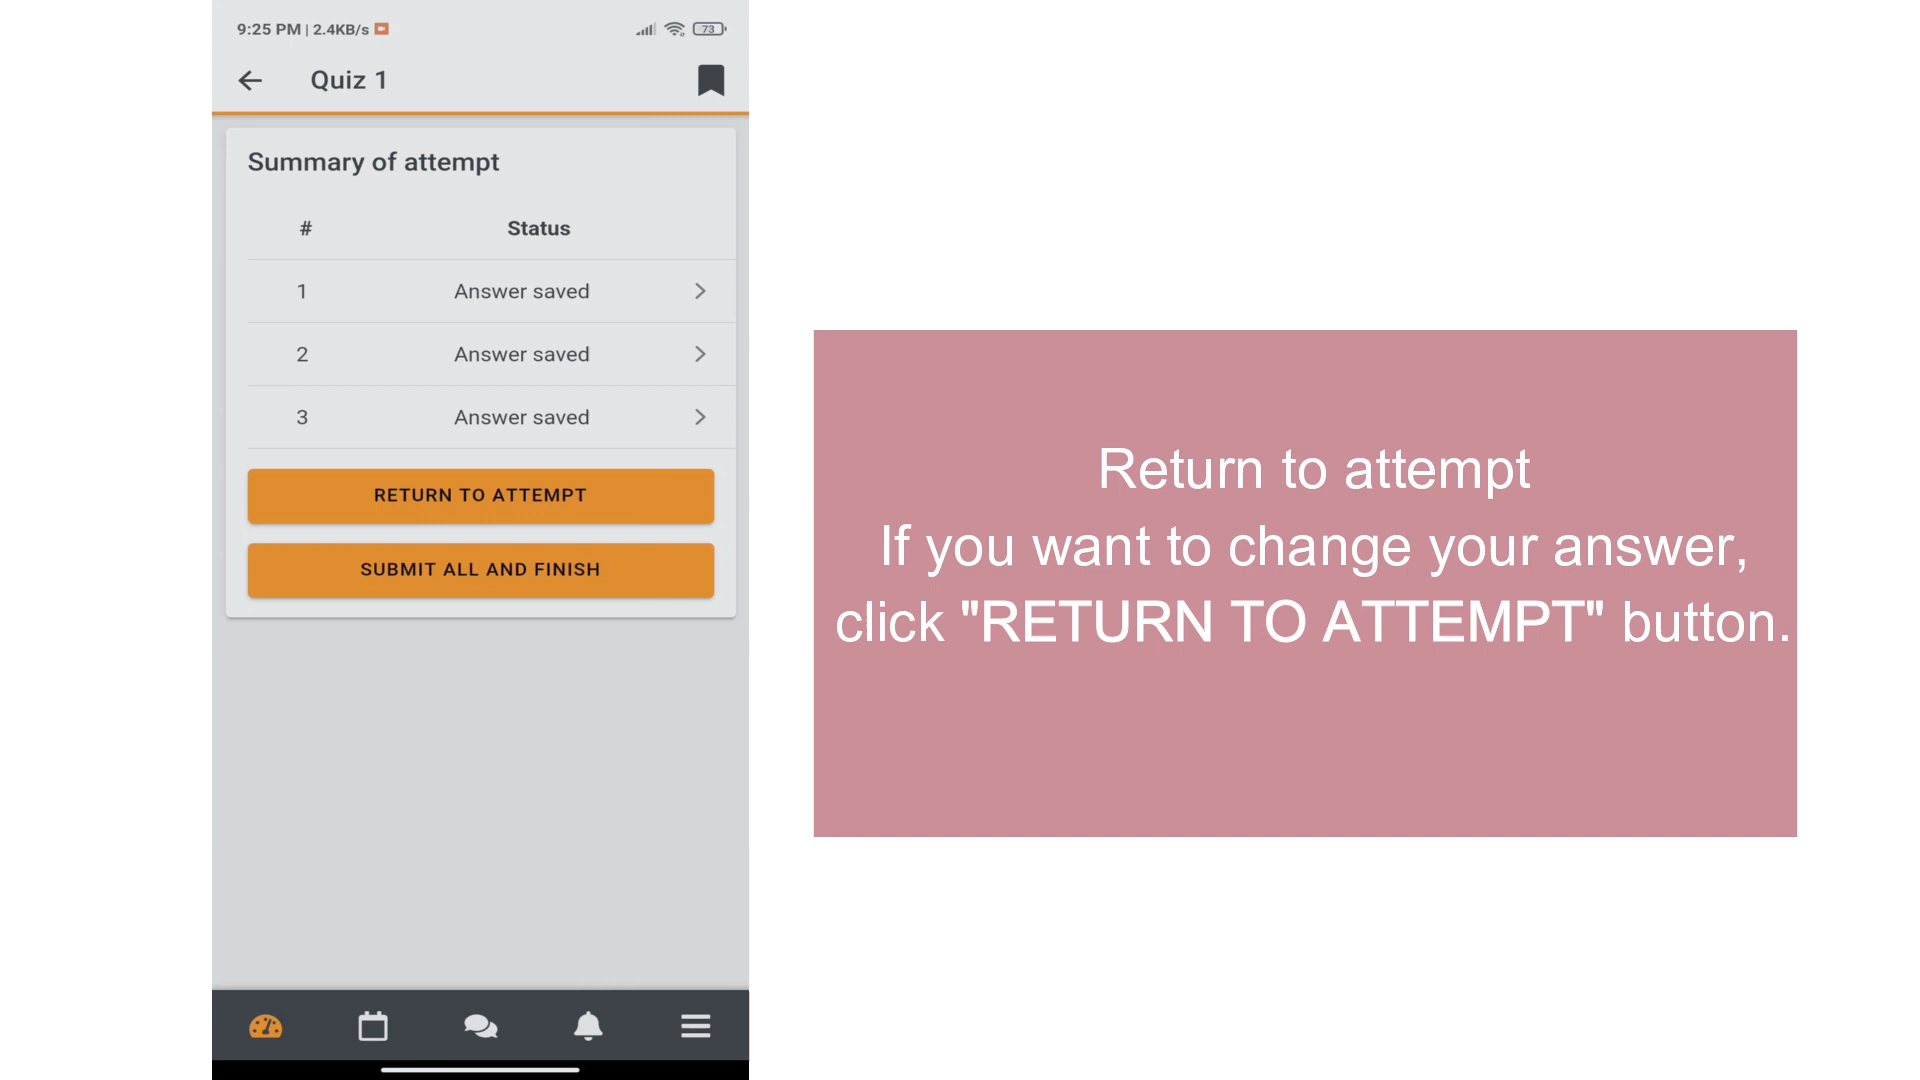 9:25 PM | 2.4KB/s
73
Quiz 1
Summary of attempt
# Status
1 Answer saved
2 Answer saved
3 Answer saved
RETURN TO ATTEMPT
SUBMIT ALL AND FINISH
Return to attempt
If you want to change your answer,
click "RETURN TO ATTEMPT" button.